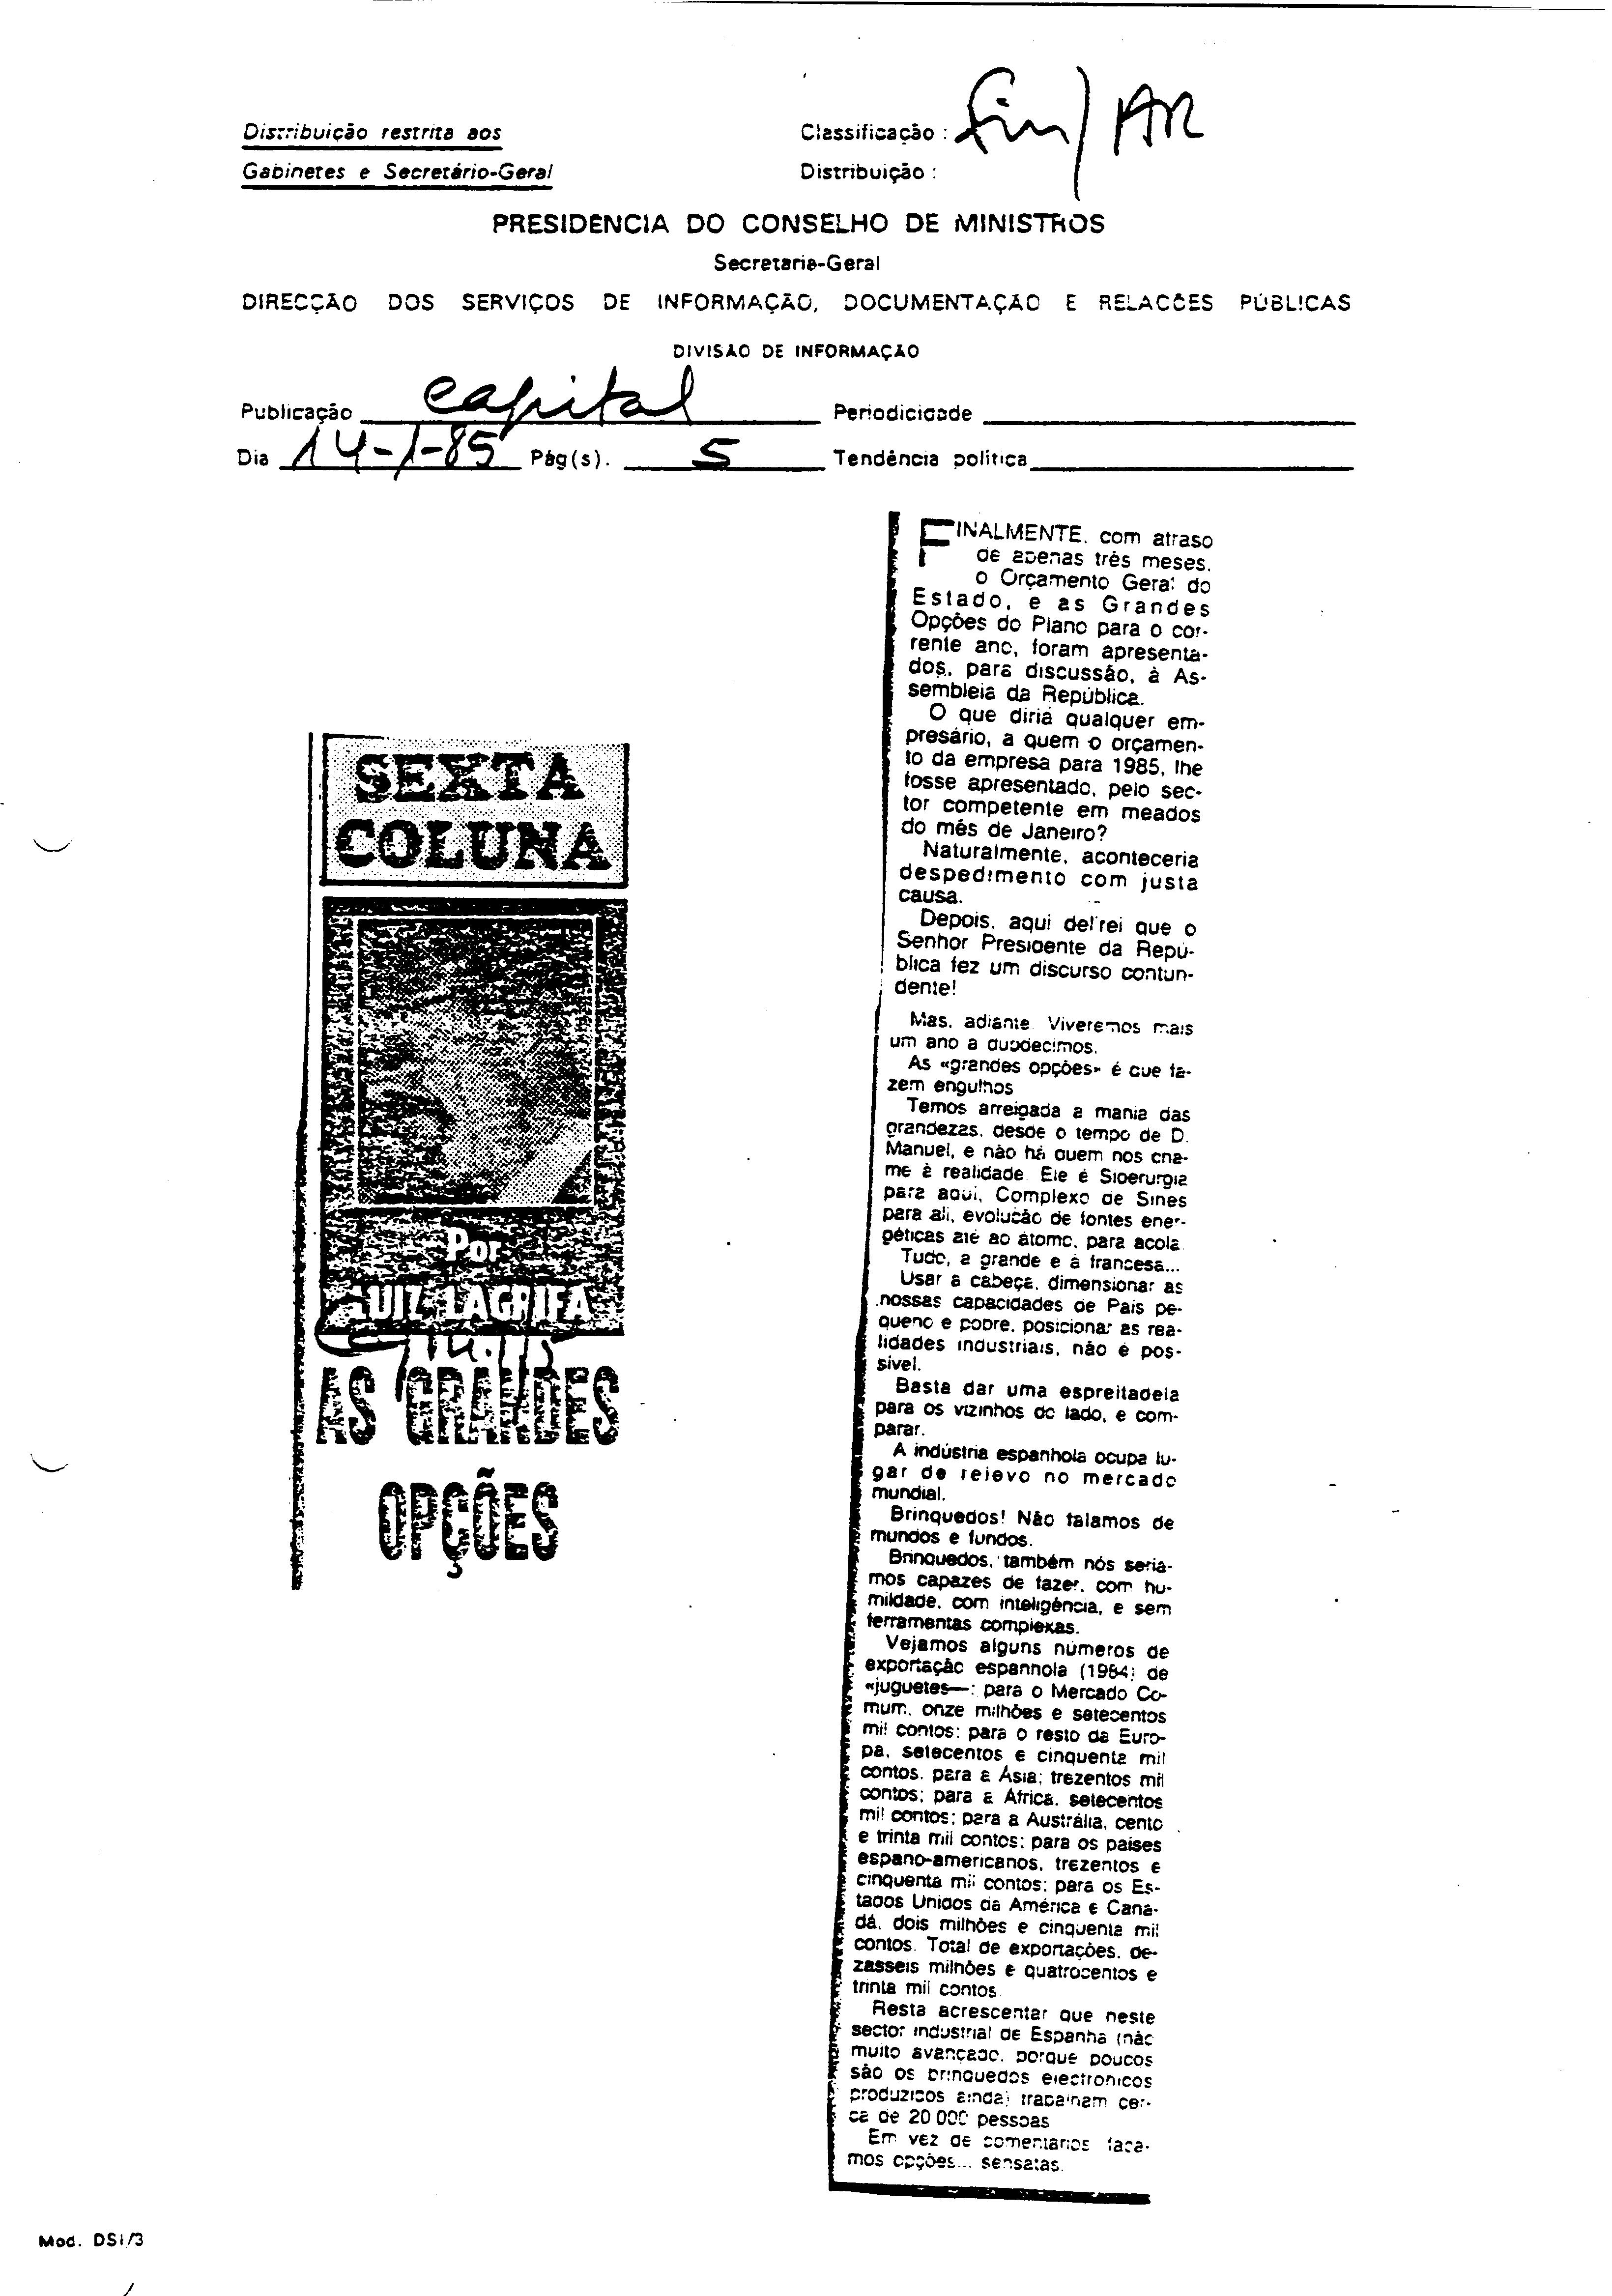 Distribuição restrita aos
Gabinetes e Secretário-Geral
Classificação : Fin/AR
Distribuição :
PRESIDÊNCIA DO CONSELHO DE MINISTROS
Secretaria-Geral
DIRECÇÃO DOS SERVIÇOS DE INFORMAÇÃO, DOCUMENTAÇÃO E RELAÇÕES PÚBLICAS
DIVISÃO DE INFORMAÇÃO
Publicação capital Periodicidade
Dia 14-1-85 Pág(s). 5 Tendência política
SEXTA
COLUNA
Por
LUIZ LAGRIFA
AS GRANDES
OPÇÕES
FINALMENTE, com atraso
de apenas três meses,
o Orçamento Geral do
Estado, e as Grandes
Opções do Plano para o cor-
rente ano, foram apresenta-
dos, para discussão, à As-
sembleia da República.
O que diria qualquer em-
presário, a quem o orçamen-
to da empresa para 1985, lhe
fosse apresentado, pelo sec-
tor competente em meados
do mês de Janeiro?
Naturalmente, aconteceria
despedimento com justa
causa.
Depois, aqui del'rei que o
Senhor Presidente da Repú-
blica fez um discurso contun-
dente!
Mas, adiante. Viveremos mais
um ano a duodécimos.
As «grandes opções» é que fa-
zem engulhos
Temos arreigada a mania das
grandezas, desde o tempo de D.
Manuel, e não há quem nos cha-
me à realidade. Ele é Siderurgia
para aqui, Complexo de Sines
para ali, evolução de fontes ener-
géticas até ao átomo, para acolá.
Tudo, à grande e à francesa...
Usar a cabeça, dimensionar as
nossas capacidades de País pe-
queno e pobre, posicionar as rea-
lidades industriais, não é pos-
sível.
Basta dar uma espreitadela
para os vizinhos do lado, e com-
parar.
A indústria espanhola ocupa lu-
gar de relevo no mercado
mundial.
Brinquedos! Não falamos de
mundos e fundos.
Brinquedos, também nós sería-
mos capazes de fazer, com hu-
mildade, com inteligência, e sem
ferramentas complexas.
Vejamos alguns números de
exportação espanhola (1984) de
«juguetes—: para o Mercado Co-
mum, onze milhões e setecentos
mil contos; para o resto da Euro-
pa, setecentos e cinquenta mil
contos, para a Ásia; trezentos mil
contos; para a África, setecentos
mil contos; para a Austrália, cento
e trinta mil contos; para os países
espano-americanos, trezentos e
cinquenta mil contos; para os Es-
tados Unidos da América e Cana-
dá, dois milhões e cinquenta mil
contos. Total de exportações, de-
zasseis milhões e quatrocentos e
trinta mil contos.
Resta acrescentar que neste
sector industrial de Espanha (não
muito avançado, porque poucos
são os brinquedos electrónicos
produzidos ainda) trabalham cer-
ca de 20 000 pessoas
Em vez de comentários faça-
mos opções... sensatas.
Mod. DSI/3